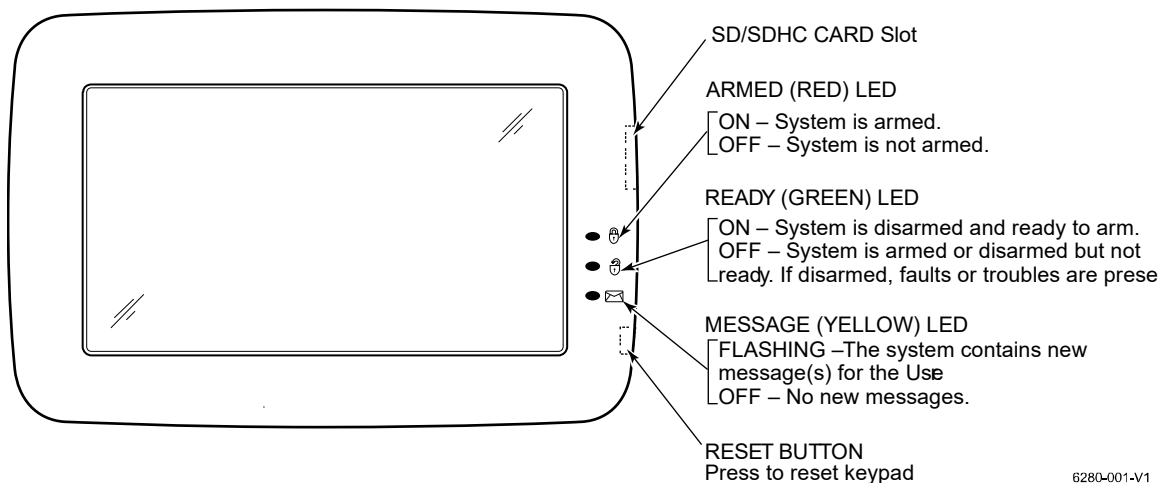 SD/SDHC CARD Slot
ARMED (RED) LED
ON – System is armed.
OFF – System is not armed.
READY (GREEN) LED
ON – System is disarmed and ready to arm.
OFF – System is armed or disarmed but not
ready. If disarmed, faults or troubles are prese
MESSAGE (YELLOW) LED
FLASHING –The system contains new
message(s) for the Use
OFF – No new messages.
RESET BUTTON
Press to reset keypad
6280-001-V1